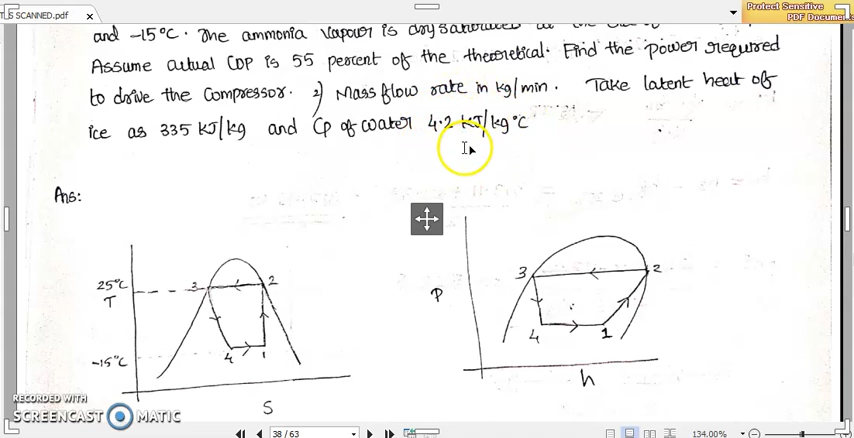 TLS SCANNED.pdf
Protect Sensitive
PDF Documents
and -15°C. The ammonia vapour is dry saturated at the end of
Assume actual COP is 55 percent of the theoretical. Find the power required
to drive the compressor. 2) Mass flow rate in kg/min. Take latent heat of
ice as 335 KJ/kg and Cp of water 4.2 KJ/kg°C
Ans:
25°C
T
3
2
-15°C
4
1
S
P
3
2
4
1
h
RECORDED WITH
SCREENCAST MATIC
38 / 63
134.00%